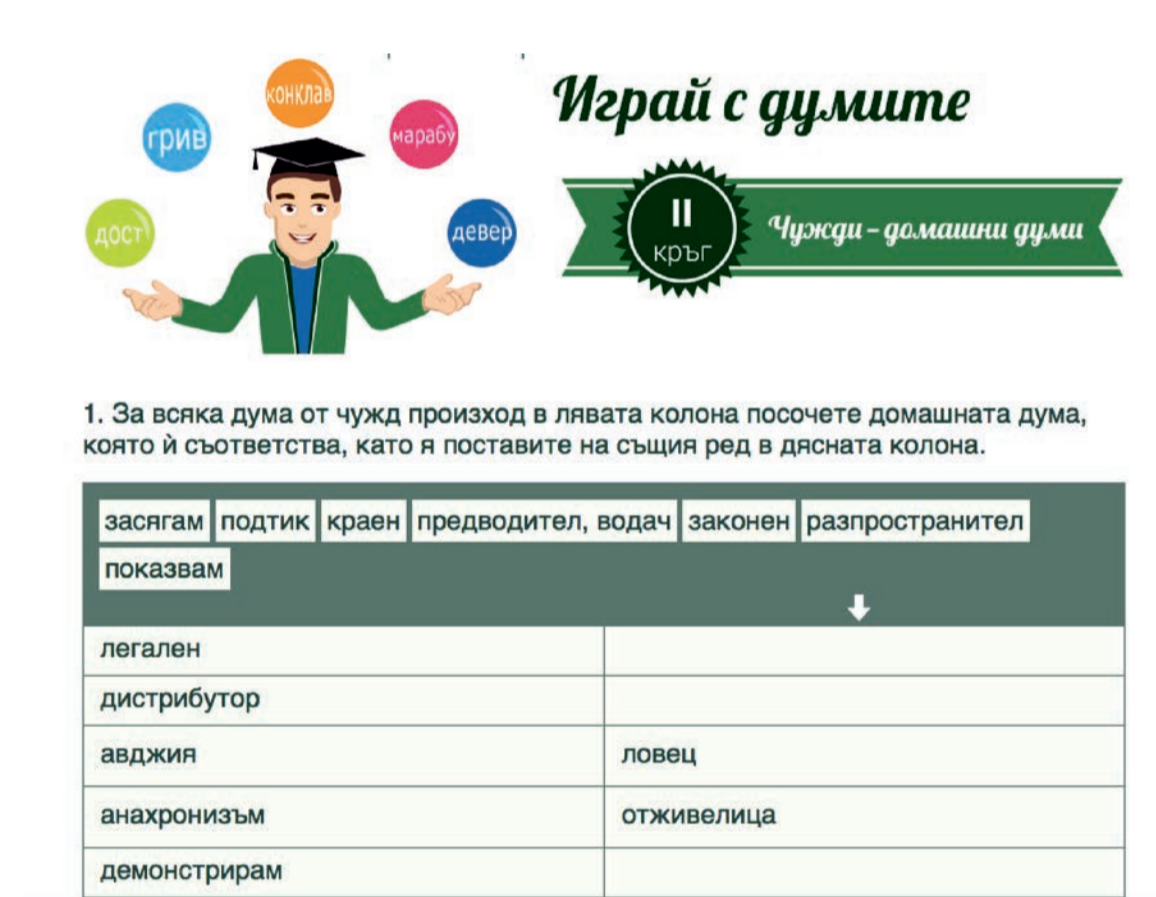 конклав
грив
марабу
дост
девер
Играй с думите
II
кръг
Чужди – домашни думи
1. За всяка дума от чужд произход в лявата колона посочете домашната дума,
която ѝ съответства, като я поставите на същия ред в дясната колона.
засягам подтик краен предводител, водач законен разпространител
показвам
легален
дистрибутор
авджия ловец
анахронизъм отживелица
демонстрирам